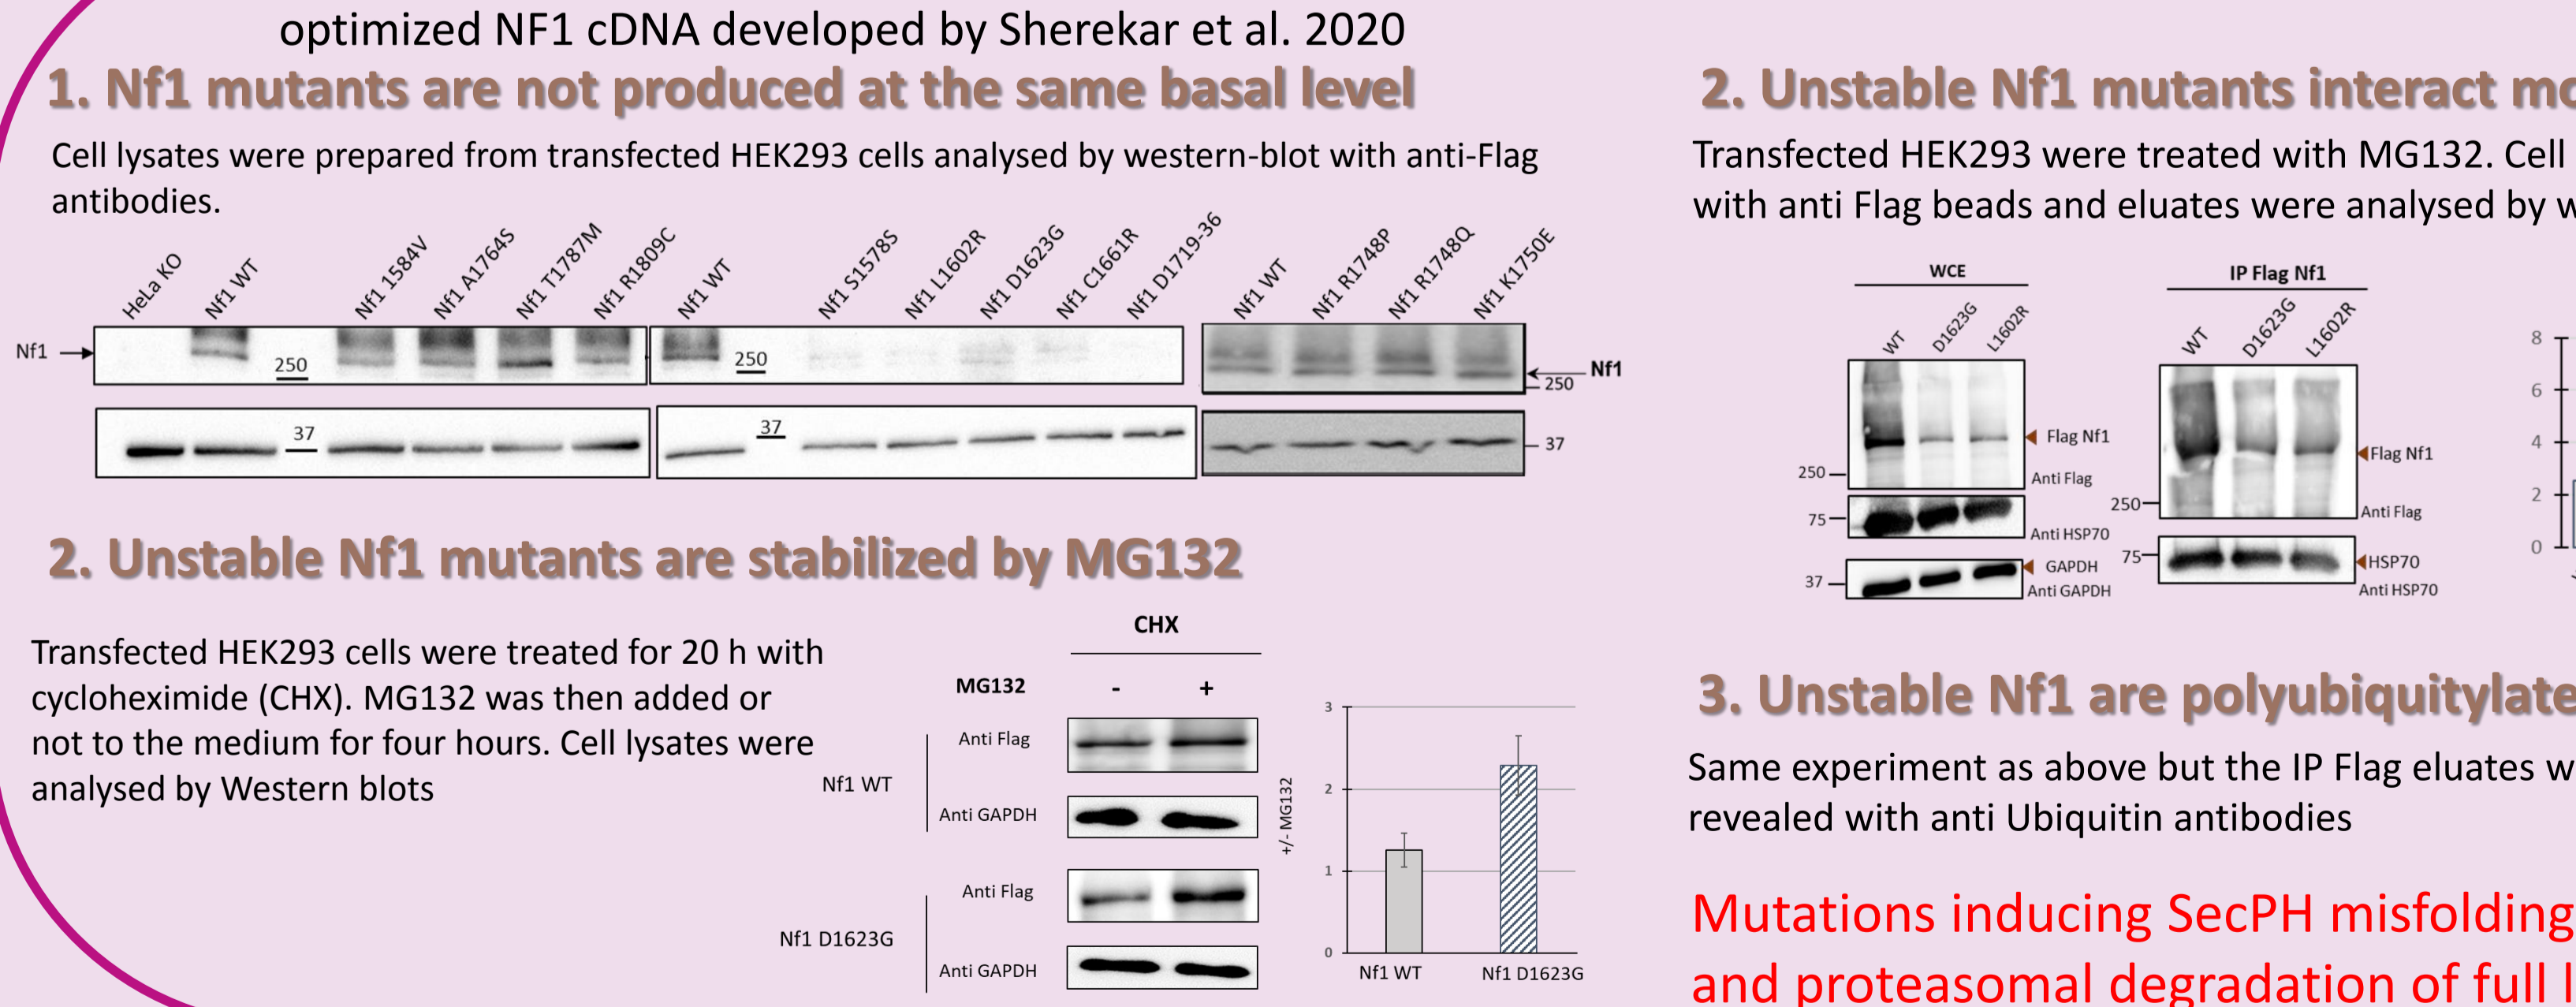 optimized NF1 cDNA developed by Sherekar et al. 2020
1. Nf1 mutants are not produced at the same basal level
Cell lysates were prepared from transfected HEK293 cells analysed by western-blot with anti-Flag
antibodies.
HeLa KO
Nf1 WT
Nf1 1584V
Nf1 A1764S
Nf1 T1787M
Nf1 R1809C
Nf1 WT
Nf1 S1578S
Nf1 L1602R
Nf1 D1623G
Nf1 C1661R
Nf1 D1719-36
Nf1 WT
Nf1 R1748P
Nf1 R1748Q
Nf1 K1750E
Nf1
250
250
Nf1
250
37
37
37
2. Unstable Nf1 mutants are stabilized by MG132
Transfected HEK293 cells were treated for 20 h with
cycloheximide (CHX). MG132 was then added or
not to the medium for four hours. Cell lysates were
analysed by Western blots
CHX
MG132 - +
Nf1 WT
Anti Flag
Anti GAPDH
Nf1 D1623G
Anti Flag
Anti GAPDH
+/- MG132
3
2
1
0
Nf1 WT
Nf1 D1623G
2. Unstable Nf1 mutants interact
Transfected HEK293 were treated with MG132. Cell
with anti Flag beads and eluates were analysed by
WCE
WT
D1623G
L1602R
Flag Nf1
250
Anti Flag
75
Anti HSP70
GAPDH
37
Anti GAPDH
IP Flag Nf1
WT
D1623G
L1602R
Flag Nf1
250
Anti Flag
75
HSP70
Anti HSP70
8
6
4
2
0
3. Unstable Nf1 are polyubiquitylate
Same experiment as above but the IP Flag eluates w
revealed with anti Ubiquitin antibodies
Mutations inducing SecPH misfolding
and proteasomal degradation of full l